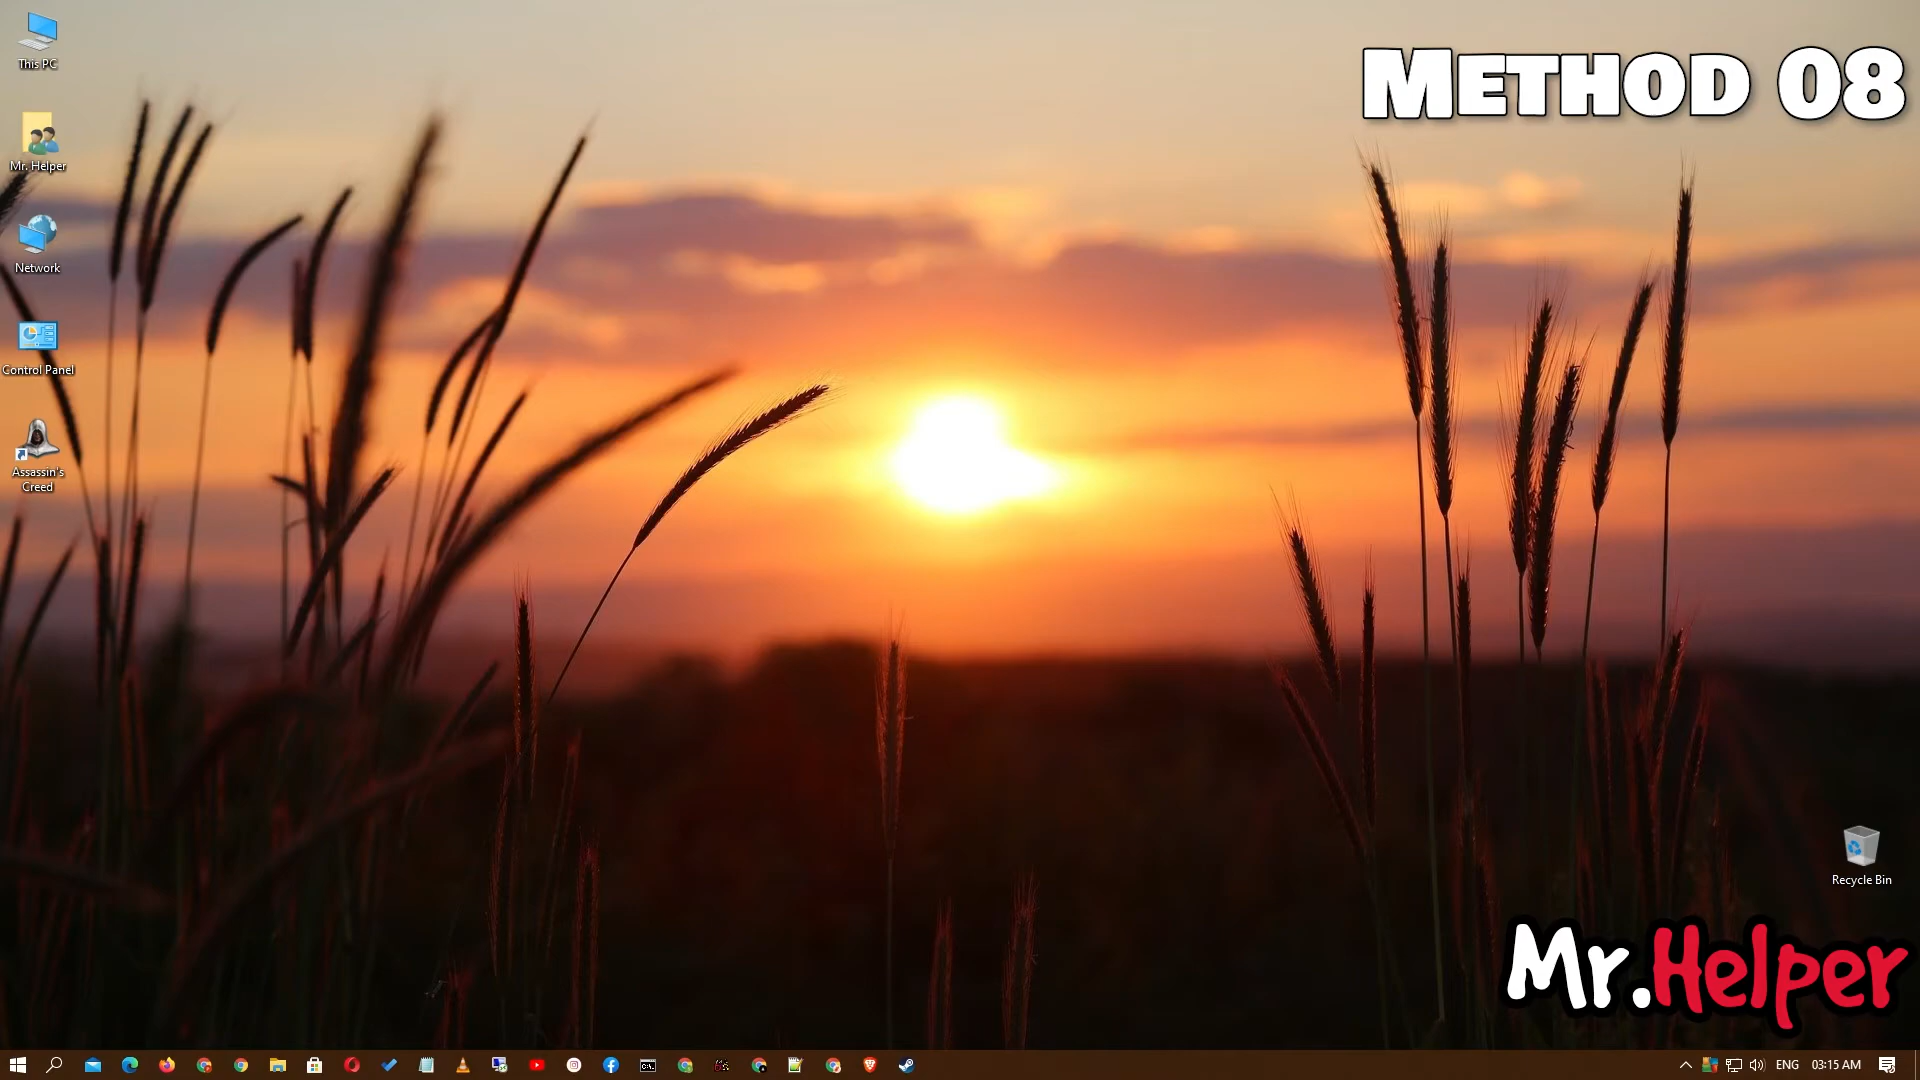 This PC
METHOD 08
Mr. Helper
Network
Control Panel
Assassin's
Creed
Recycle Bin
Mr.Helper
ENG
03:15 AM